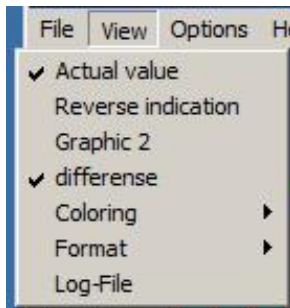 File View Options
Actual value
Reverse indication
Graphic 2
differense
Coloring
Format
Log-File